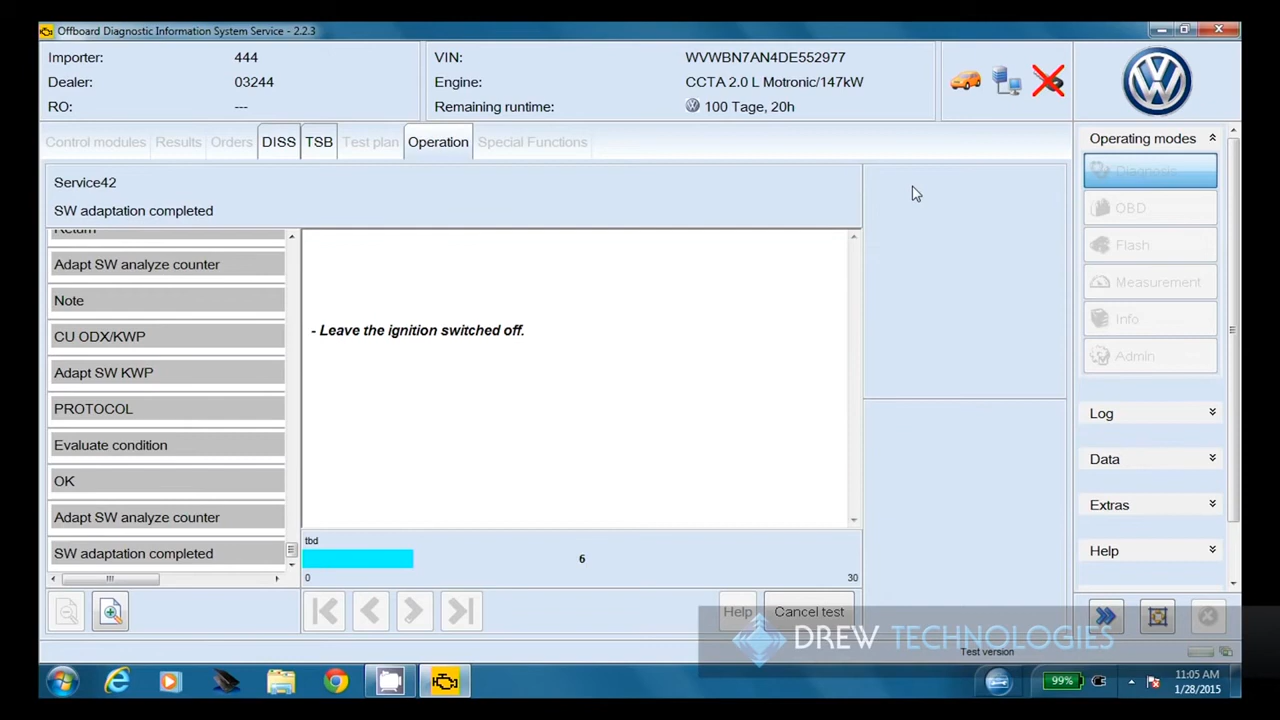 Offboard Diagnostic Information System Service - 2.2.3
Importer: 444
Dealer: 03244
RO: ---
VIN: WVWBN7AN4DE552977
Engine: CCTA 2.0 L Motronic/147kW
Remaining runtime: 100 Tage, 20h
Control modules Results Orders DISS TSB Test plan Operation Special Functions
Service42
SW adaptation completed
Return
Adapt SW analyze counter
Note
CU ODX/KWP
Adapt SW KWP
PROTOCOL
Evaluate condition
OK
Adapt SW analyze counter
SW adaptation completed
- Leave the ignition switched off.
tbd
6
0 30
Help Cancel test
Operating modes
Diagnosis
OBD
Flash
Measurement
Info
Admin
Log
Data
Extras
Help
DREW TECHNOLOGIES
Test version
99%
11:05 AM
1/28/2015